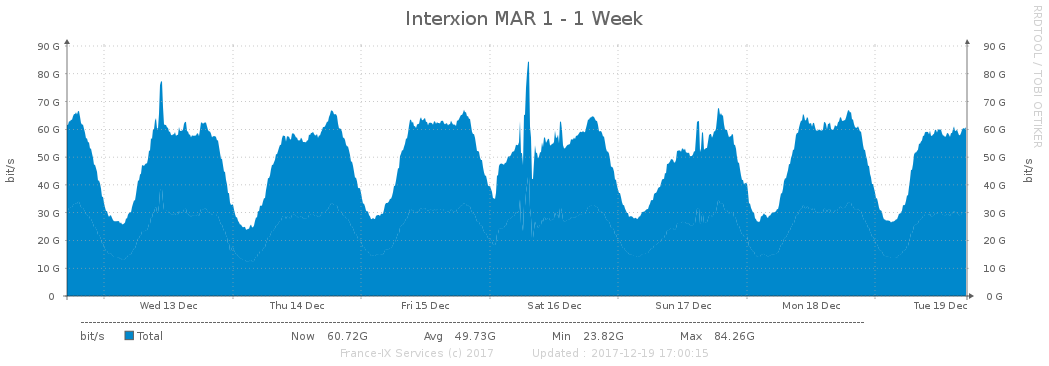 Interxion MAR 1 - 1 Week
RRDTOOL / TOBI OETIKER
90 G 90 G
80 G 80 G
70 G 70 G
60 G 60 G
50 G 50 G
40 G 40 G
30 G 30 G
20 G 20 G
10 G 10 G
0 0 G
bit/s
bit/s
Wed 13 Dec Thu 14 Dec Fri 15 Dec Sat 16 Dec Sun 17 Dec Mon 18 Dec Tue 19 Dec
bit/s Total Now 60.72G Avg 49.73G Min 23.82G Max 84.26G
France-IX Services (c) 2017 Updated : 2017-12-19 17:00:15